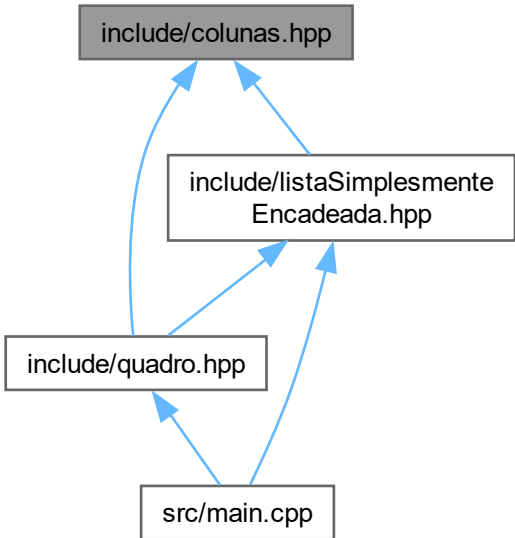 include/colunas.hpp
include/listaSimplesmente
Encadeada.hpp
include/quadro.hpp
src/main.cpp